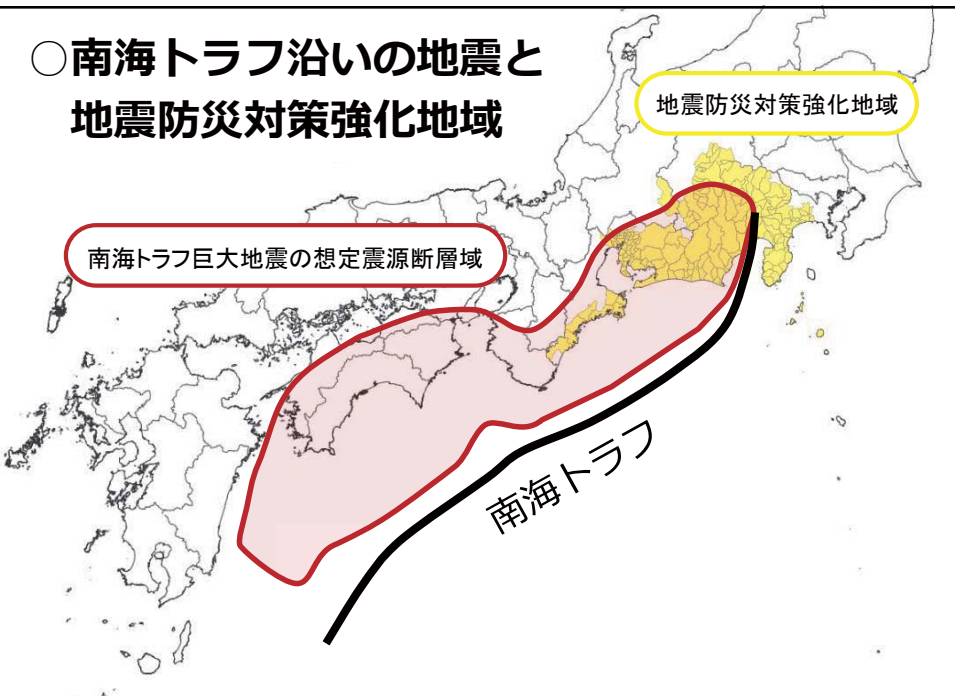 ○南海トラフ沿いの地震と
地震防災対策強化地域
地震防災対策強化地域
南海トラフ巨大地震の想定震源断層域
南海トラフ